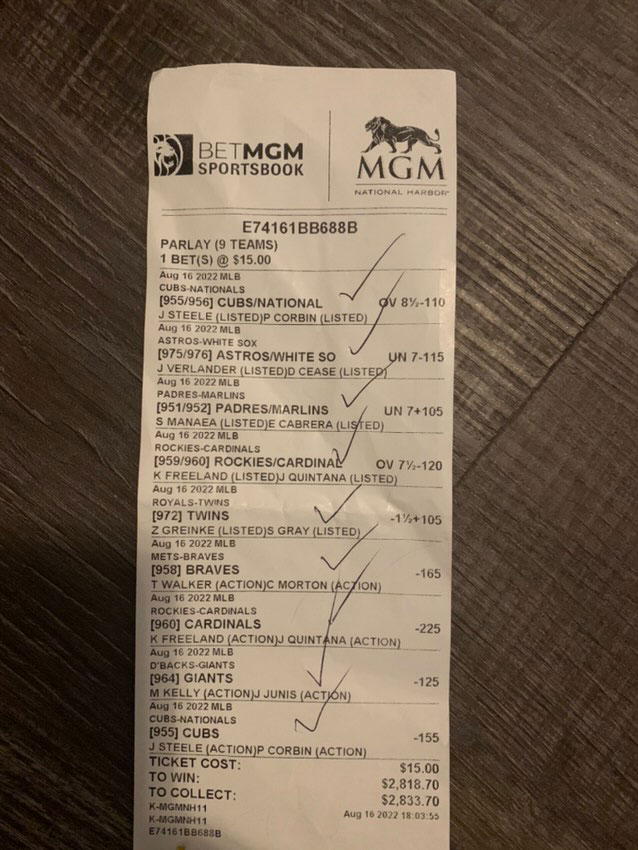 BETMGM
SPORTSBOOK
MGM
NATIONAL HARBOR
E74161BB688B
PARLAY (9 TEAMS)
1 BET(S) @ $15.00
Aug 16 2022 MLB
CUBS-NATIONALS
[955/956] CUBS/NATIONAL OV 8½-110
J STEELE (LISTED)P CORBIN (LISTED)
Aug 16 2022 MLB
ASTROS-WHITE SOX
[975/976] ASTROS/WHITE SO UN 7-115
J VERLANDER (LISTED)D CEASE (LISTED)
Aug 16 2022 MLB
PADRES-MARLINS
[951/952] PADRES/MARLINS UN 7+105
S MANAEA (LISTED)E CABRERA (LISTED)
Aug 16 2022 MLB
ROCKIES-CARDINALS
[959/960] ROCKIES/CARDINAL OV 7½-120
K FREELAND (LISTED)J QUINTANA (LISTED)
Aug 16 2022 MLB
ROYALS-TWINS
[972] TWINS -1½+105
Z GREINKE (LISTED)S GRAY (LISTED)
Aug 16 2022 MLB
METS-BRAVES
[958] BRAVES -165
T WALKER (ACTION)C MORTON (ACTION)
Aug 16 2022 MLB
ROCKIES-CARDINALS
[960] CARDINALS -225
K FREELAND (ACTION)J QUINTANA (ACTION)
Aug 16 2022 MLB
D'BACKS-GIANTS
[964] GIANTS -125
M KELLY (ACTION)J JUNIS (ACTION)
Aug 16 2022 MLB
CUBS-NATIONALS
[955] CUBS -155
J STEELE (ACTION)P CORBIN (ACTION)
TICKET COST: $15.00
TO WIN: $2,818.70
TO COLLECT: $2,833.70
K-MGMNH11
K-MGMNH11 Aug 16 2022 18:03:55
E74161BB688B